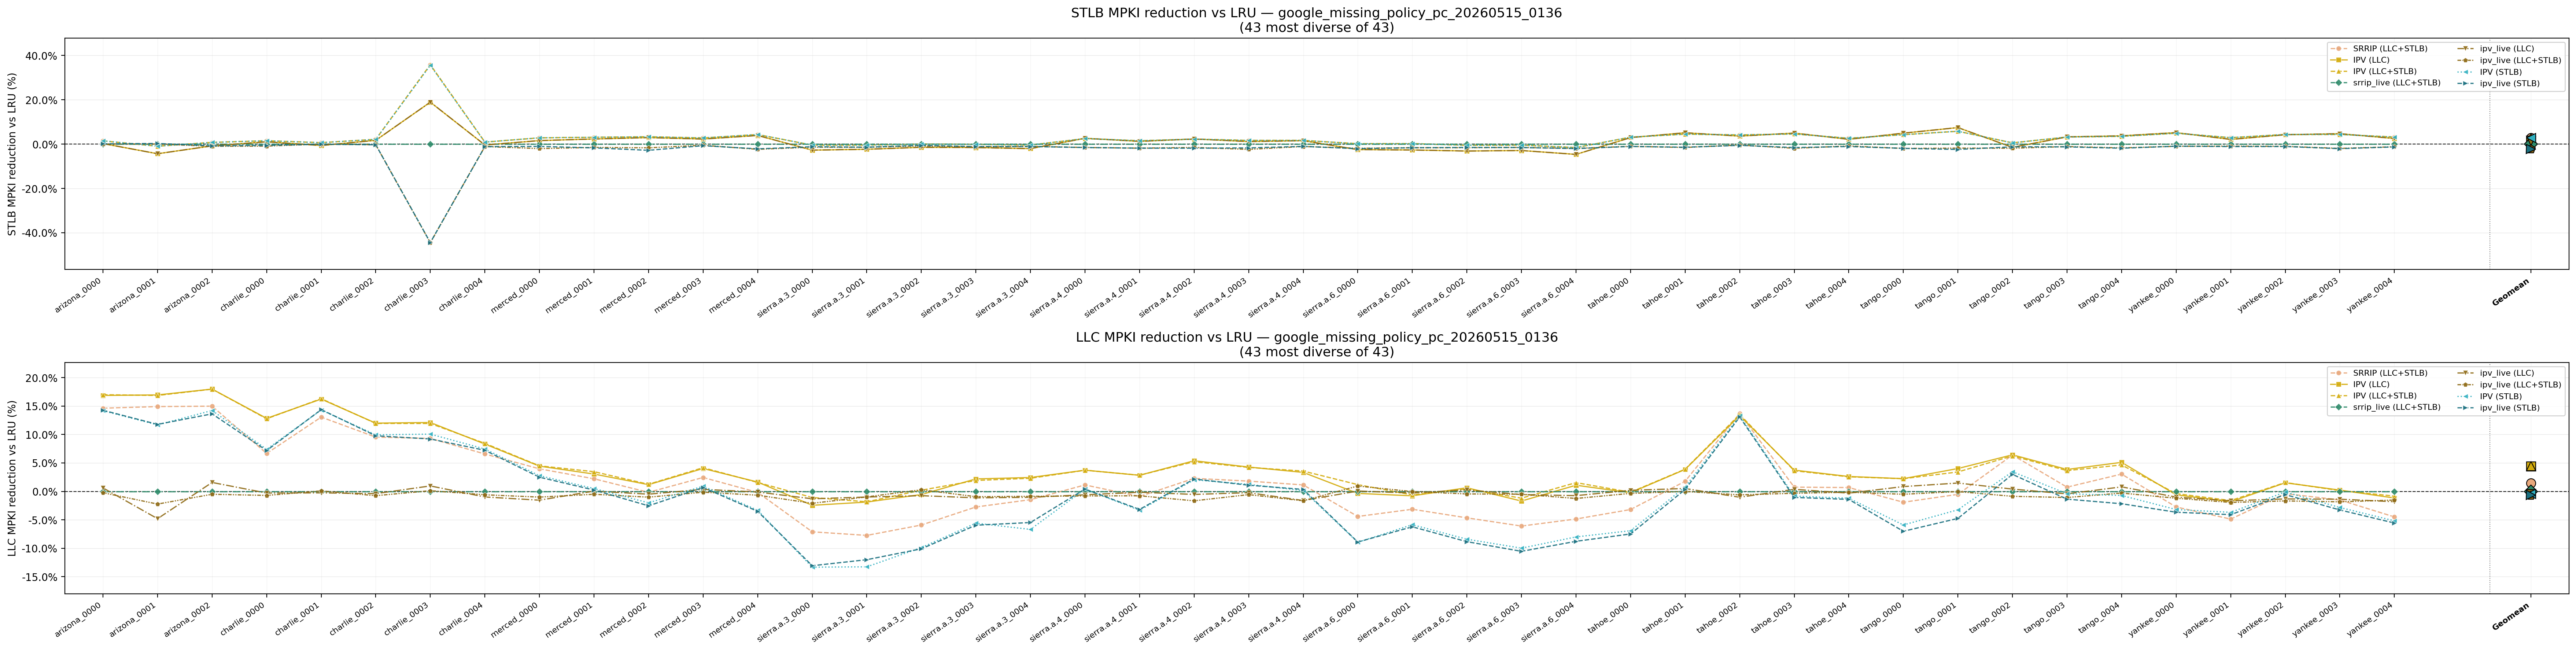 STLB MPKI reduction vs LRU — google_missing_policy_pc_20260515_0136
(43 most diverse of 43)
STLB MPKI reduction vs LRU (%)
40.0%
20.0%
0.0%
-20.0%
-40.0%
SRRIP (LLC+STLB)
IPV (LLC)
IPV (LLC+STLB)
srrip_live (LLC+STLB)
ipv_live (LLC)
ipv_live (LLC+STLB)
IPV (STLB)
ipv_live (STLB)
arizona_0000
arizona_0001
arizona_0002
charlie_0000
charlie_0001
charlie_0002
charlie_0003
charlie_0004
merced_0000
merced_0001
merced_0002
merced_0003
merced_0004
sierra.a.3_0000
sierra.a.3_0001
sierra.a.3_0002
sierra.a.3_0003
sierra.a.3_0004
sierra.a.4_0000
sierra.a.4_0001
sierra.a.4_0002
sierra.a.4_0003
sierra.a.4_0004
sierra.a.6_0000
sierra.a.6_0001
sierra.a.6_0002
sierra.a.6_0003
sierra.a.6_0004
tahoe_0000
tahoe_0001
tahoe_0002
tahoe_0003
tahoe_0004
tango_0000
tango_0001
tango_0002
tango_0003
tango_0004
yankee_0000
yankee_0001
yankee_0002
yankee_0003
yankee_0004
Geomean
LLC MPKI reduction vs LRU — google_missing_policy_pc_20260515_0136
(43 most diverse of 43)
LLC MPKI reduction vs LRU (%)
20.0%
15.0%
10.0%
5.0%
0.0%
-5.0%
-10.0%
-15.0%
SRRIP (LLC+STLB)
IPV (LLC)
IPV (LLC+STLB)
srrip_live (LLC+STLB)
ipv_live (LLC)
ipv_live (LLC+STLB)
IPV (STLB)
ipv_live (STLB)
arizona_0000
arizona_0001
arizona_0002
charlie_0000
charlie_0001
charlie_0002
charlie_0003
charlie_0004
merced_0000
merced_0001
merced_0002
merced_0003
merced_0004
sierra.a.3_0000
sierra.a.3_0001
sierra.a.3_0002
sierra.a.3_0003
sierra.a.3_0004
sierra.a.4_0000
sierra.a.4_0001
sierra.a.4_0002
sierra.a.4_0003
sierra.a.4_0004
sierra.a.6_0000
sierra.a.6_0001
sierra.a.6_0002
sierra.a.6_0003
sierra.a.6_0004
tahoe_0000
tahoe_0001
tahoe_0002
tahoe_0003
tahoe_0004
tango_0000
tango_0001
tango_0002
tango_0003
tango_0004
yankee_0000
yankee_0001
yankee_0002
yankee_0003
yankee_0004
Geomean